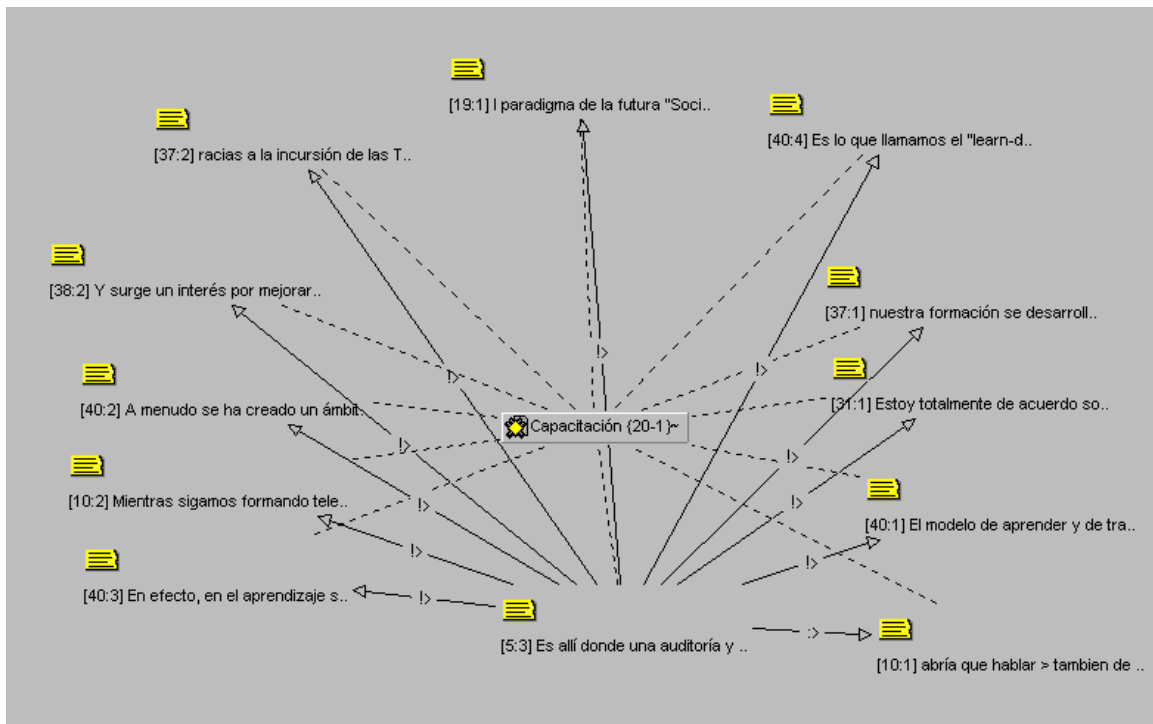 [19:1] l paradigma de la futura "Soci..
[40:4] Es lo que llamamos el "learn-d..
[37:2] racias a la incursión de las T..
[38:2] Y surge un interés por mejorar..
[37:1] nuestra formación se desarroll..
!>
!>
!>
[40:2] A menudo se ha creado un ámbit..
[31:1] Estoy totalmente de acuerdo so..
Capacitación {20-1}~
!>
!>
[10:2] Mientras sigamos formando tele..
!>
!>
[40:1] El modelo de aprender y de tra..
!>
!>
[40:3] En efecto, en el aprendizaje s..
!>
[5:3] Es allí donde una auditoría y ..
:>
[10:1] abría que hablar > tambien de ..